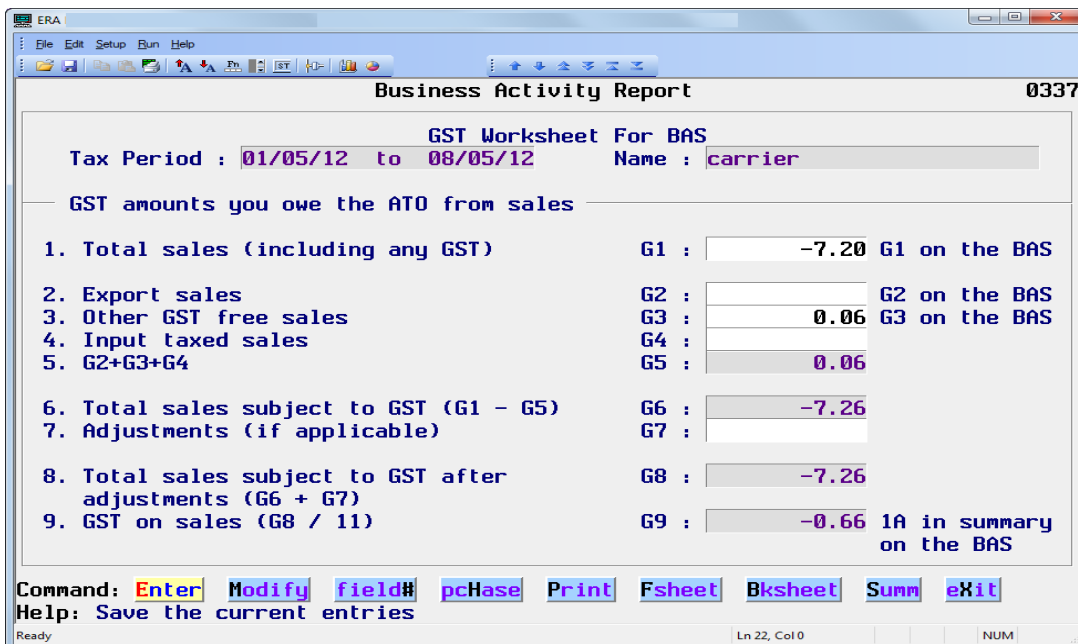 ERA
File Edit Setup Run Help
Business Activity Report 0337
GST Worksheet For BAS
Tax Period : 01/05/12 to 08/05/12 Name : carrier
GST amounts you owe the ATO from sales
1. Total sales (including any GST) G1 : -7.20 G1 on the BAS
2. Export sales G2 : G2 on the BAS
3. Other GST free sales G3 : 0.06 G3 on the BAS
4. Input taxed sales G4 :
5. G2+G3+G4 G5 : 0.06
6. Total sales subject to GST (G1 - G5) G6 : -7.26
7. Adjustments (if applicable) G7 :
8. Total sales subject to GST after G8 : -7.26
adjustments (G6 + G7)
9. GST on sales (G8 / 11) G9 : -0.66 1A in summary
on the BAS
Command: Enter Modify field# pcHase Print Fsheet Bksheet Summ eXit
Help: Save the current entries
Ready Ln 22, Col 0 NUM